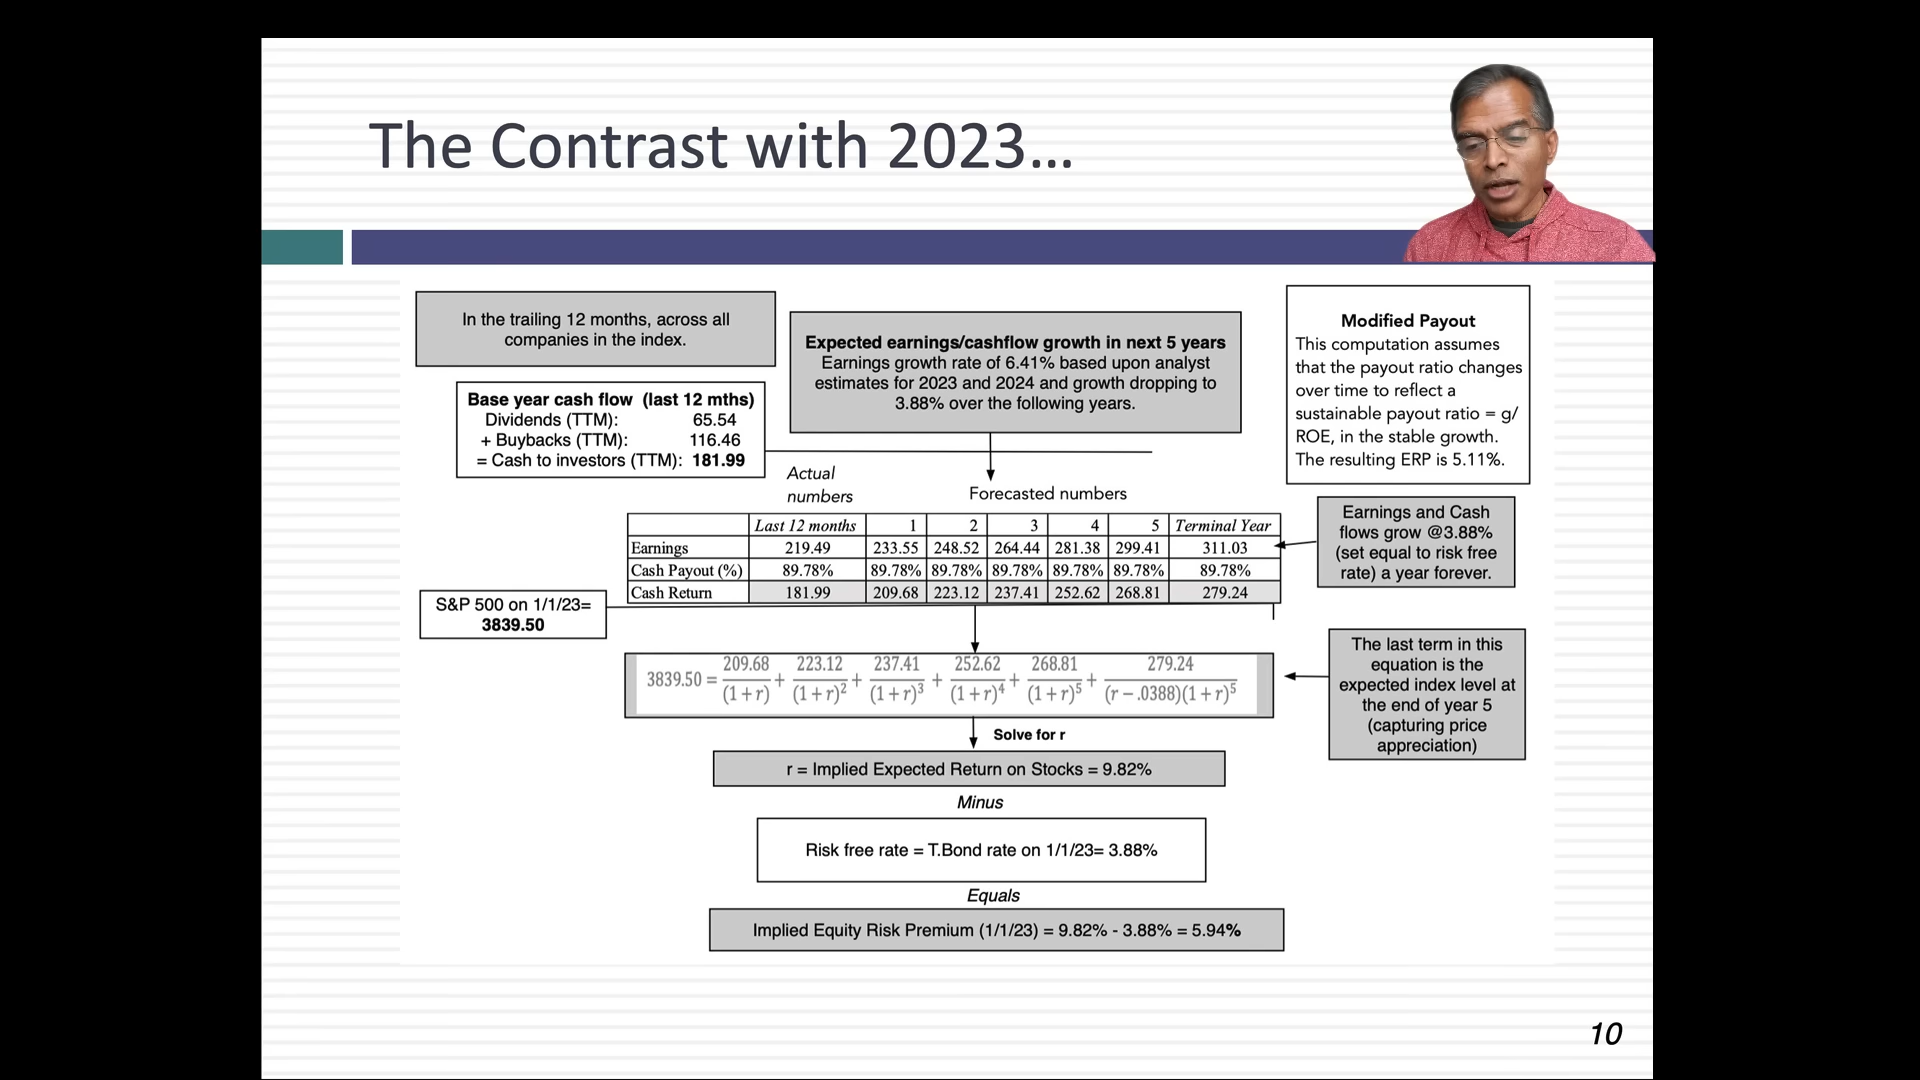 The Contrast with 2023...
In the trailing 12 months, across all
companies in the index.
Base year cash flow (last 12 mths)
Dividends (TTM): 65.54
+ Buybacks (TTM): 116.46
= Cash to investors (TTM): 181.99
Expected earnings/cashflow growth in next 5 years
Earnings growth rate of 6.41% based upon analyst
estimates for 2023 and 2024 and growth dropping to
3.88% over the following years.
Modified Payout
This computation assumes
that the payout ratio changes
over time to reflect a
sustainable payout ratio = g/
ROE, in the stable growth.
The resulting ERP is 5.11%.
Actual
numbers
Forecasted numbers
Last 12 months 1 2 3 4 5 Terminal Year
Earnings 219.49 233.55 248.52 264.44 281.38 299.41 311.03
Cash Payout (%) 89.78% 89.78% 89.78% 89.78% 89.78% 89.78% 89.78%
Cash Return 181.99 209.68 223.12 237.41 252.62 268.81 279.24
Earnings and Cash
flows grow @3.88%
(set equal to risk free
rate) a year forever.
S&P 500 on 1/1/23=
3839.50
3839.50 = 209.68/(1+r) + 223.12/(1+r)² + 237.41/(1+r)³ + 252.62/(1+r)⁴ + 268.81/(1+r)⁵ + 279.24/(r−.0388)(1+r)⁵
The last term in this
equation is the
expected index level at
the end of year 5
(capturing price
appreciation)
Solve for r
r = Implied Expected Return on Stocks = 9.82%
Minus
Risk free rate = T.Bond rate on 1/1/23= 3.88%
Equals
Implied Equity Risk Premium (1/1/23) = 9.82% - 3.88% = 5.94%
10